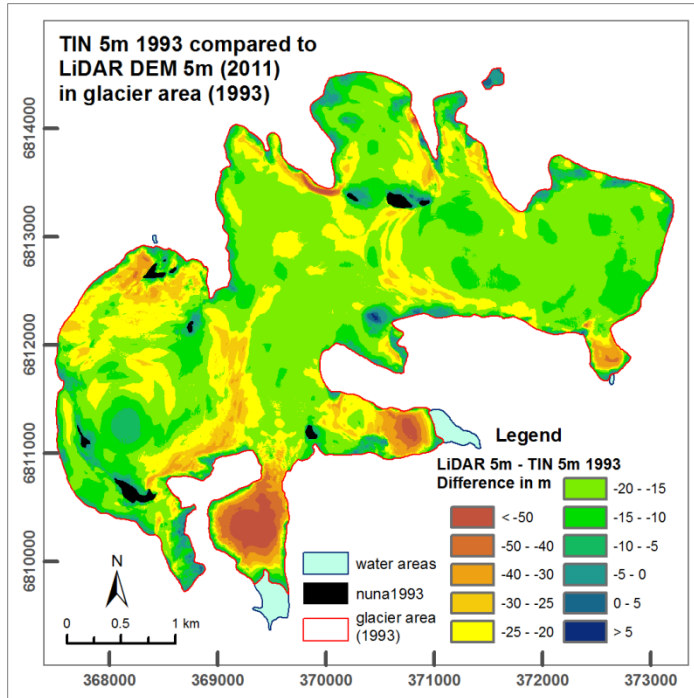 TIN 5m 1993 compared to
LiDAR DEM 5m (2011)
in glacier area (1993)
6814000
6813000
6812000
6811000
6810000
Legend
LiDAR 5m - TIN 5m 1993
Difference in m
< -50
-50 - -40
-40 - -30
-30 - -25
-25 - -20
-20 - -15
-15 - -10
-10 - -5
-5 - 0
0 - 5
> 5
water areas
nuna1993
glacier area
(1993)
N
0 0.5 1 km
368000 369000 370000 371000 372000 373000